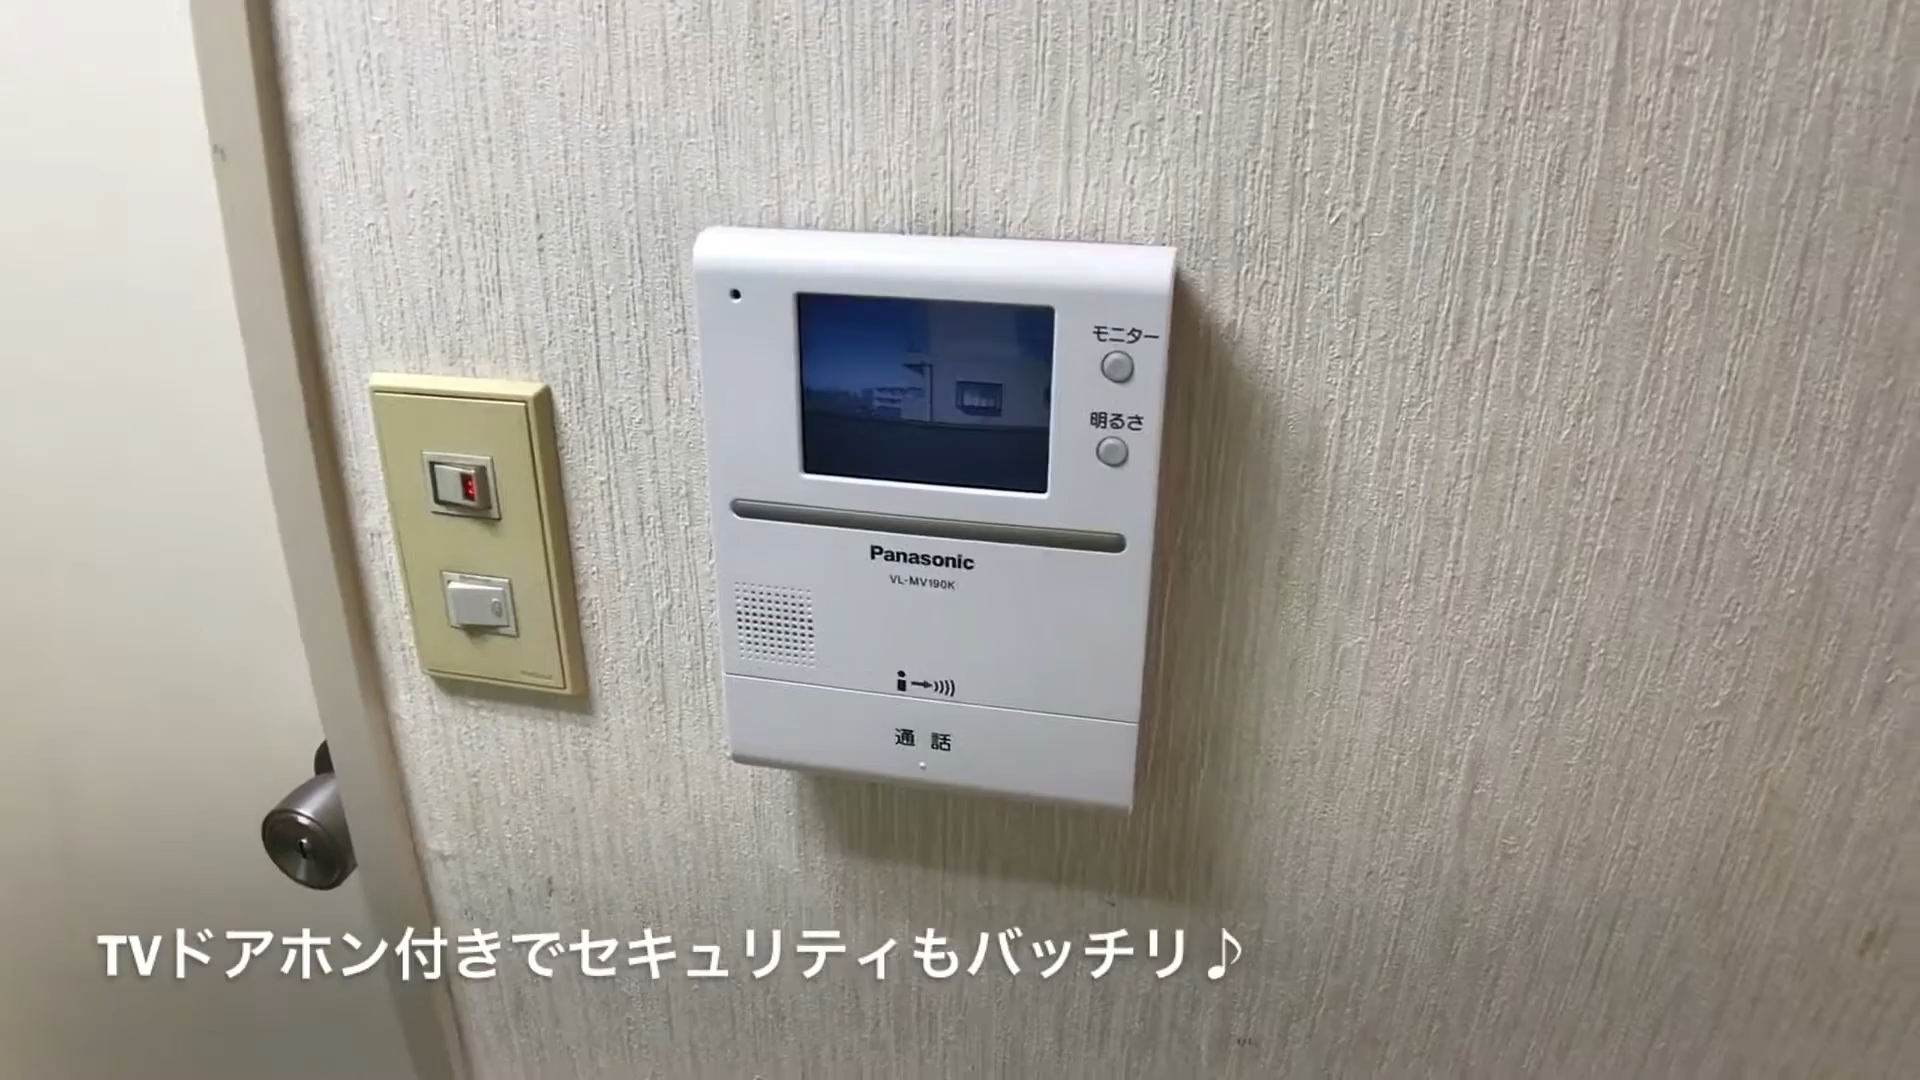 モニター
明るさ
Panasonic
VL-MV190K
通話
TVドアホン付きでセキュリティもバッチリ♪